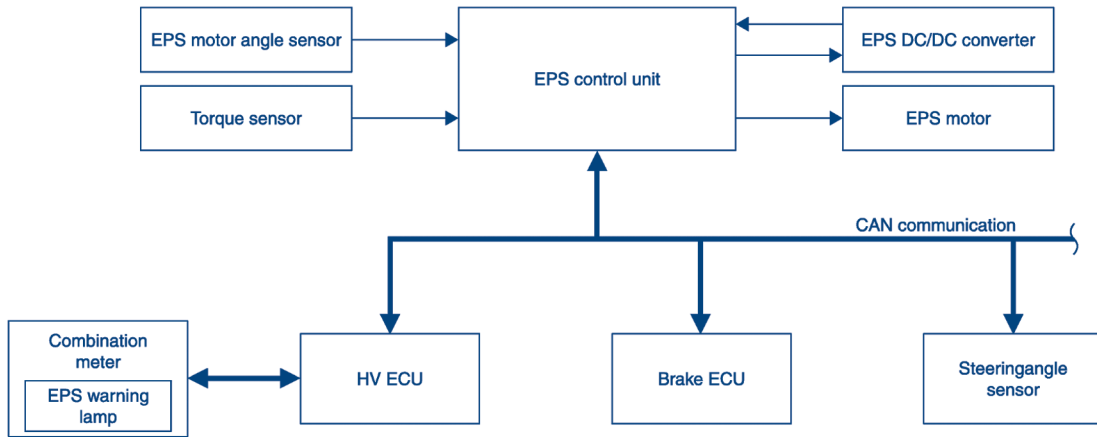 EPS motor angle sensor
EPS control unit
EPS DC/DC converter
Torque sensor
EPS motor
CAN communication
Combination
meter
EPS warning
lamp
HV ECU
Brake ECU
Steeringangle
sensor